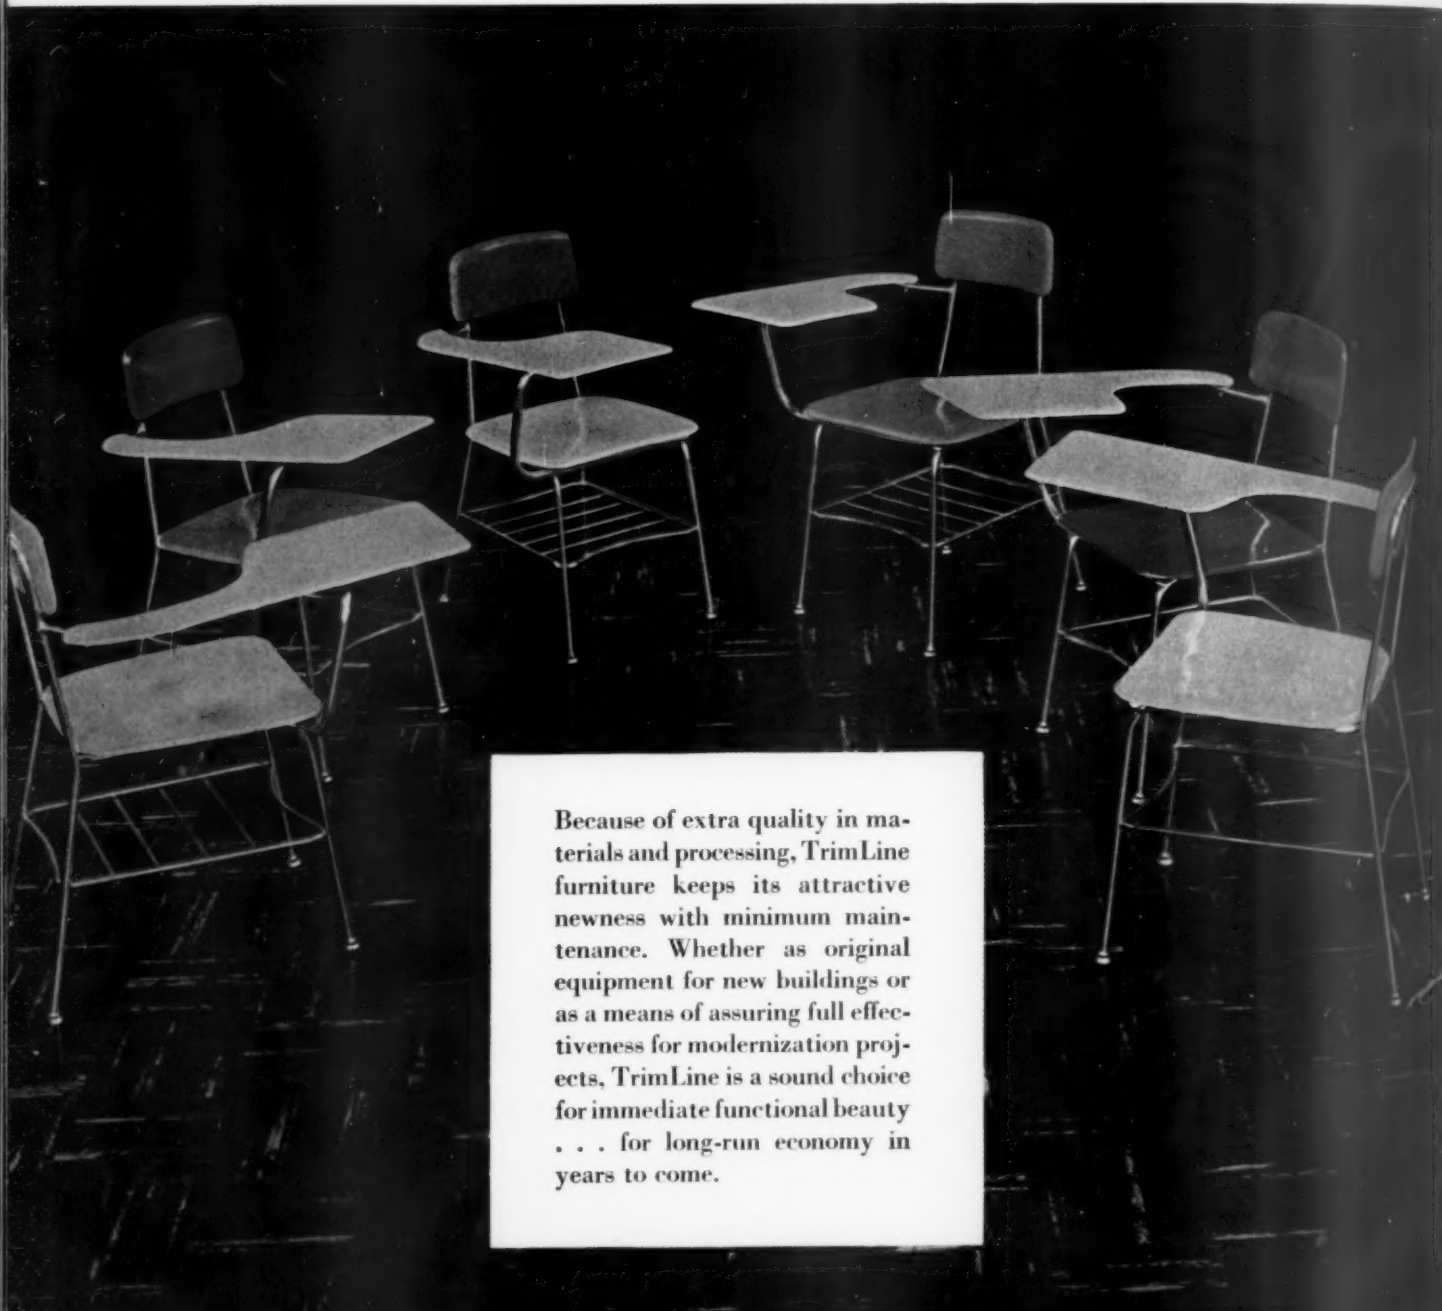 Because of extra quality in ma-
terials and processing, TrimLine
furniture keeps its attractive
newness with minimum main-
tenance. Whether as original
equipment for new buildings or
as a means of assuring full effec-
tiveness for modernization proj-
ects, TrimLine is a sound choice
for immediate functional beauty
. . . for long-run economy in
years to come.